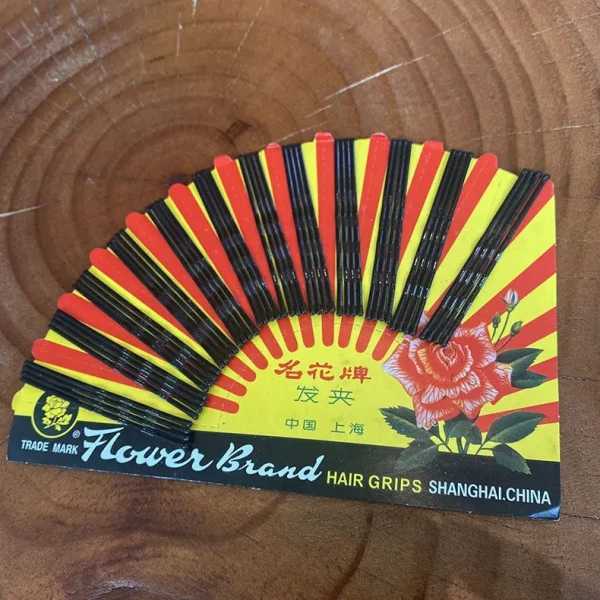 名花牌
发夹
中国 上海
TRADE MARK ® Flower Brand HAIR GRIPS SHANGHAI.CHINA